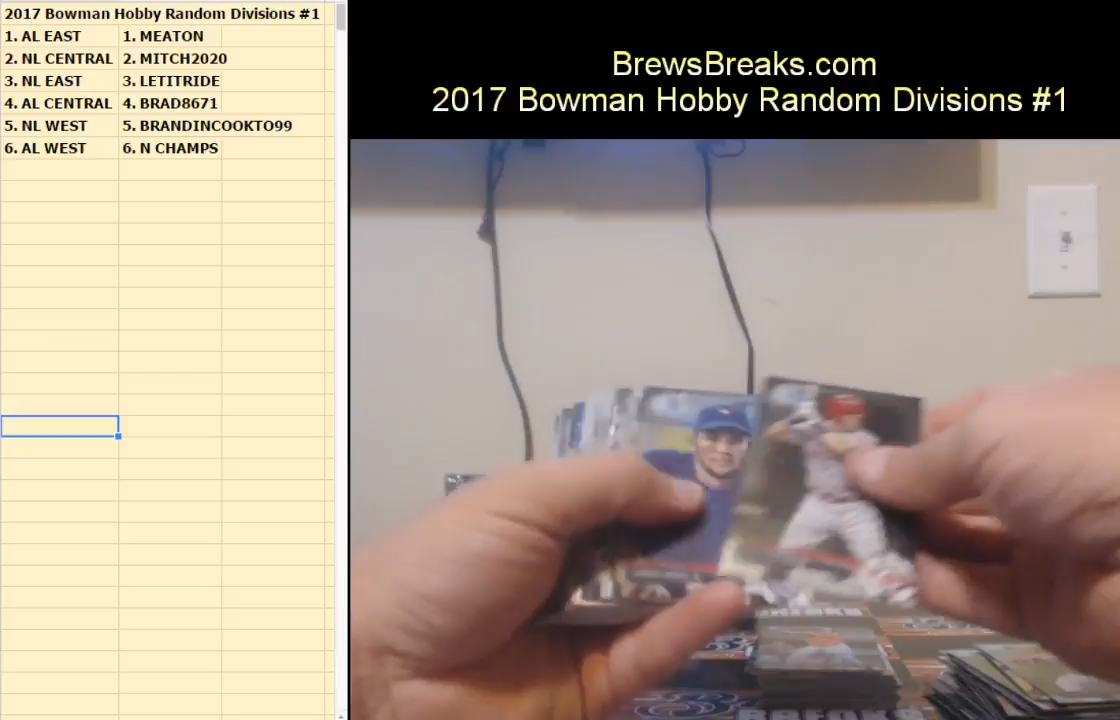 2017 Bowman Hobby Random Divisions #1
1. AL EAST 1. MEATON
2. NL CENTRAL 2. MITCH2020
3. NL EAST 3. LETITRIDE
4. AL CENTRAL 4. BRAD8671
5. NL WEST 5. BRANDINCOOKTO99
6. AL WEST 6. N CHAMPS
BrewsBreaks.com
2017 Bowman Hobby Random Divisions #1
BREAKS